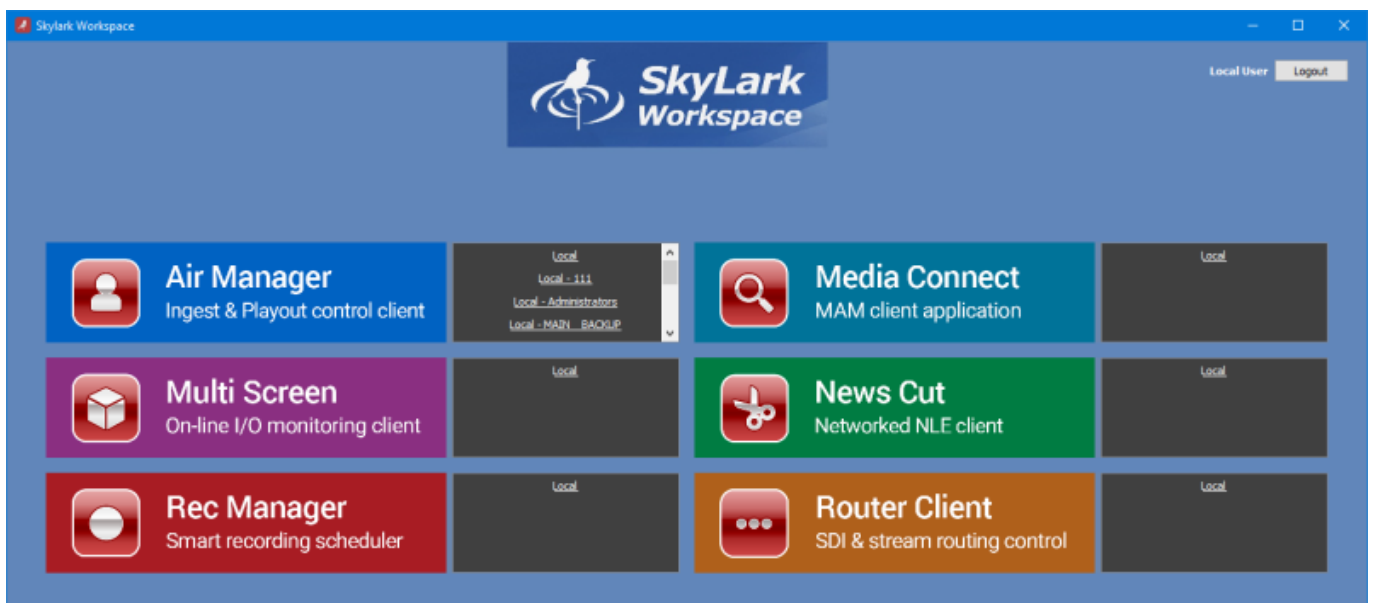 Skylark Workspace
SkyLark
Workspace
Local User
Logout
Air Manager
Ingest & Playout control client
Local
Local - 111
Local - Administrators
Local - MAIN__BACKUP
Media Connect
MAM client application
Local
Multi Screen
On-line I/O monitoring client
Local
News Cut
Networked NLE client
Local
Rec Manager
Smart recording scheduler
Local
Router Client
SDI & stream routing control
Local